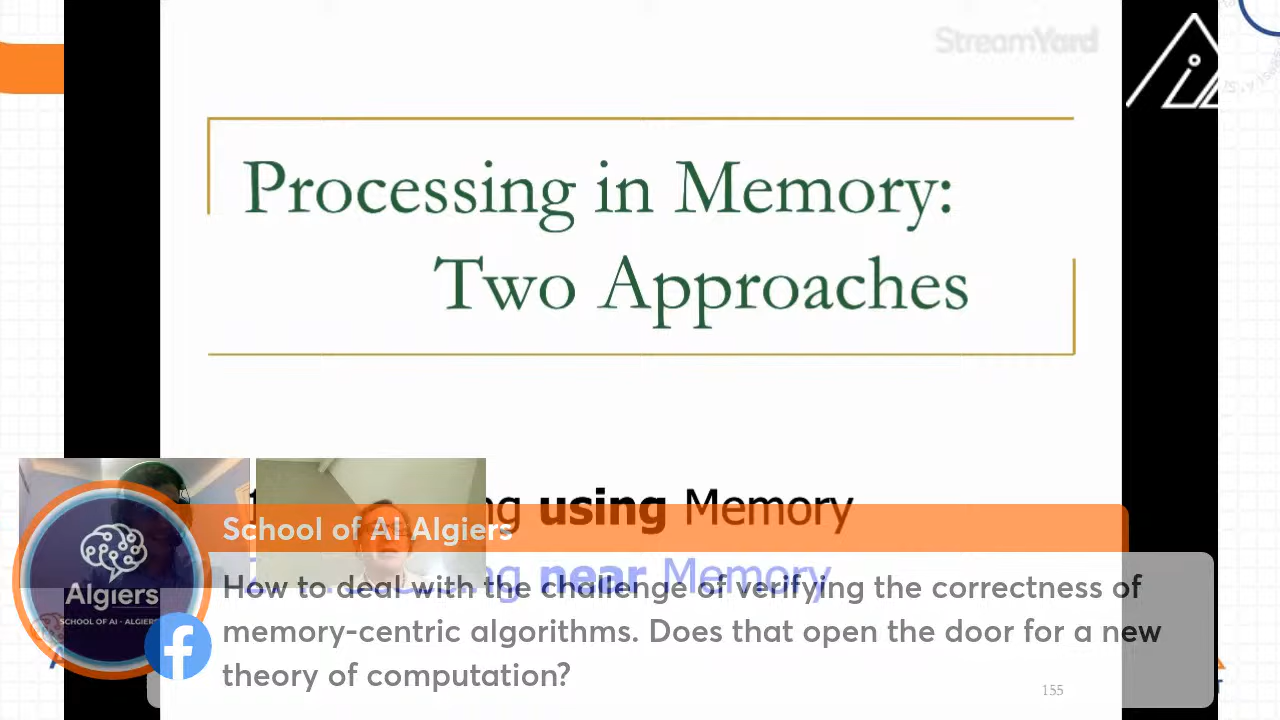 StreamYard
Processing in Memory:
Two Approaches
using Memory
School of AI Algiers
near Memory
How to deal with the challenge of verifying the correctness of
memory-centric algorithms. Does that open the door for a new
theory of computation?
Algiers
SCHOOL OF AI - ALGIERS
155